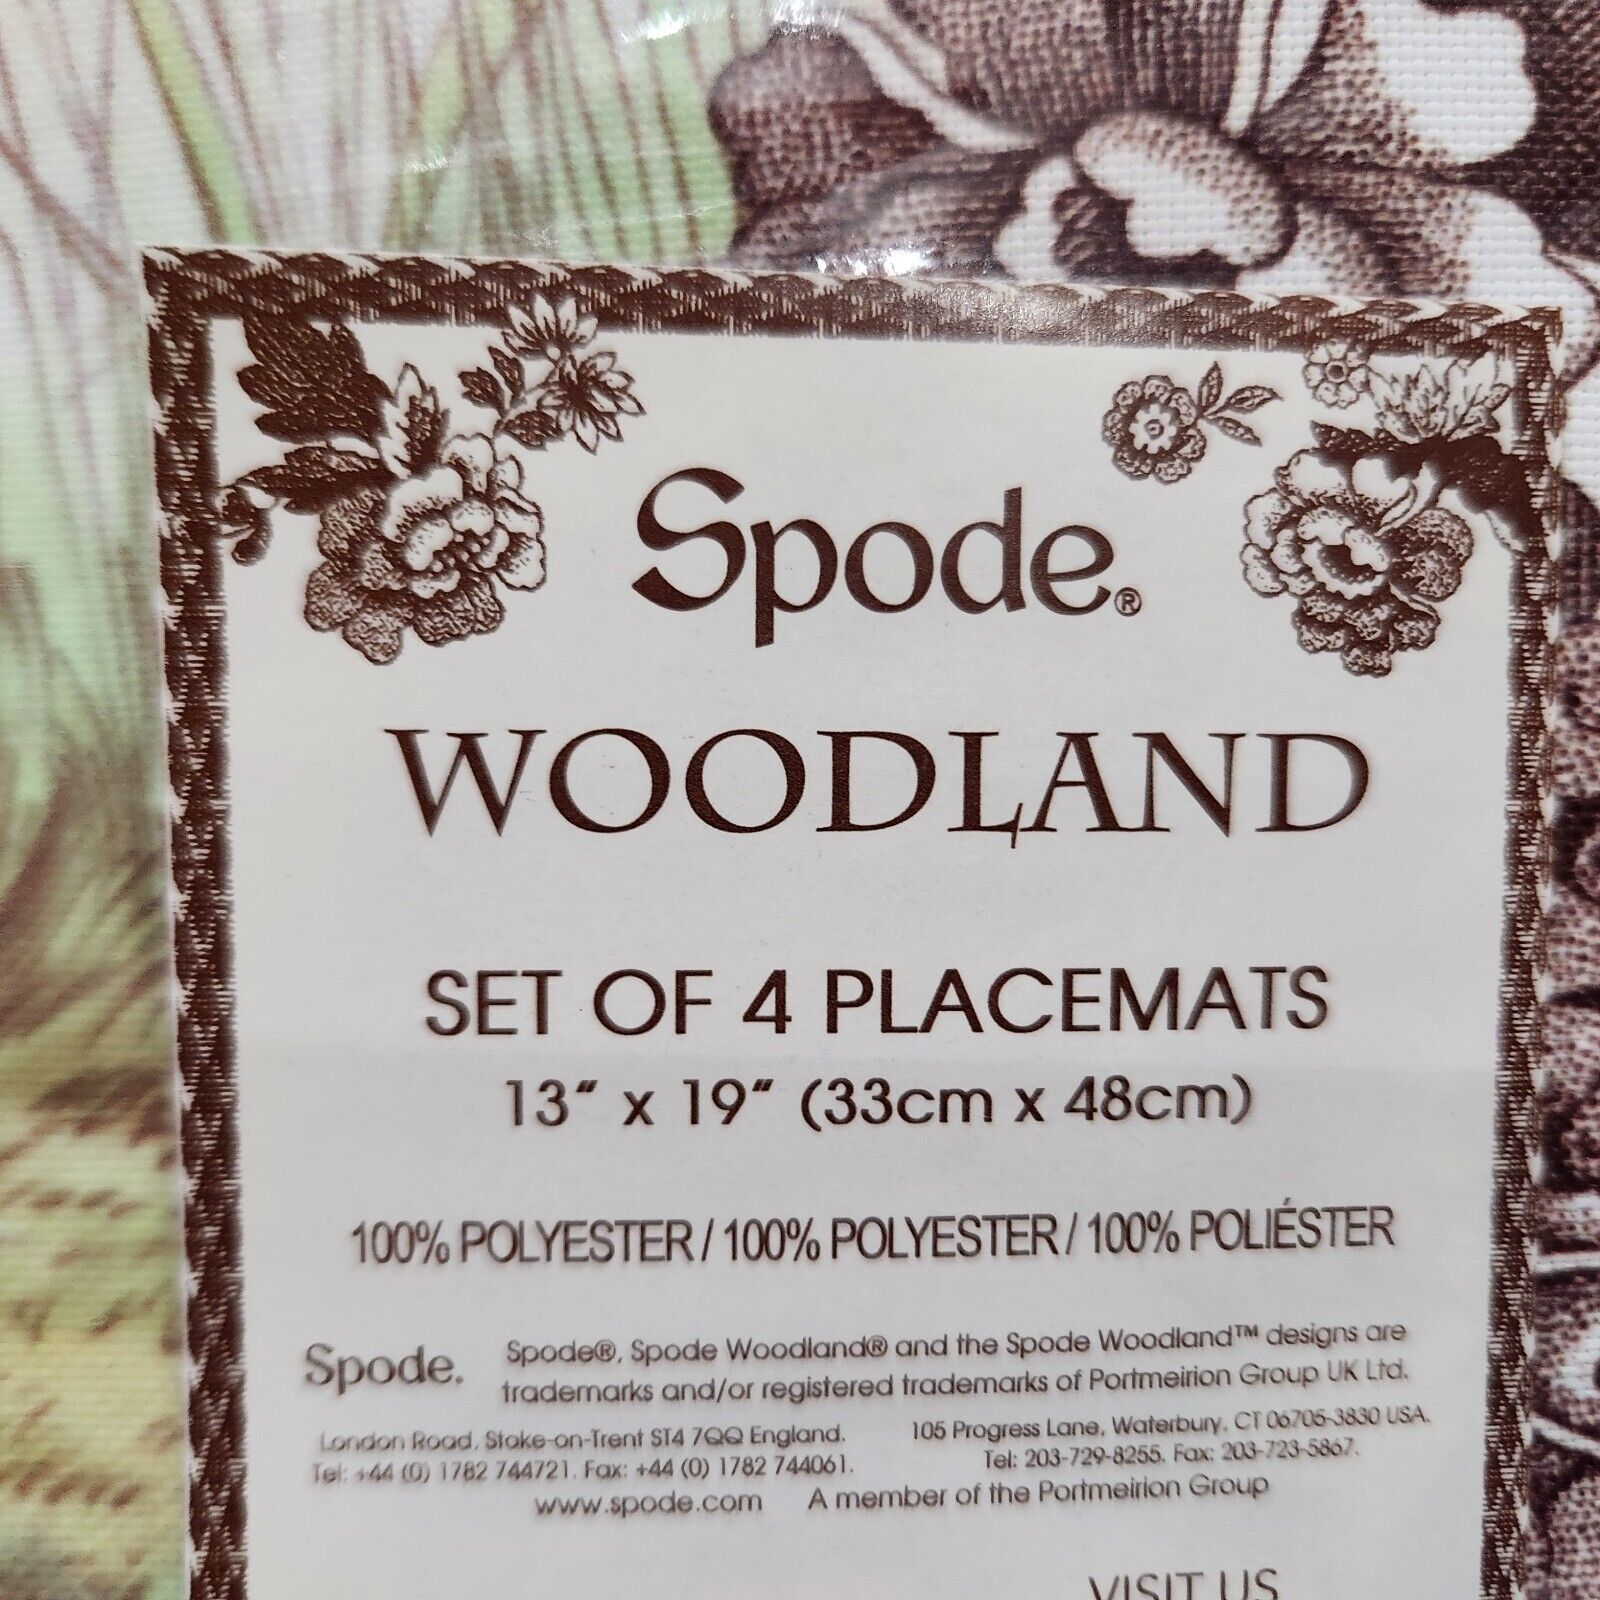 Spode®
WOODLAND
SET OF 4 PLACEMATS
13" x 19" (33cm x 48cm)
100% POLYESTER / 100% POLYESTER / 100% POLIÉSTER
Spode. Spode®, Spode Woodland® and the Spode Woodland™ designs are
trademarks and/or registered trademarks of Portmeirion Group UK Ltd.
London Road, Stoke-on-Trent ST4 7QQ England. 105 Progress Lane, Waterbury, CT 06705-3830 USA.
Tel: +44 (0) 1782 744721. Fax: +44 (0) 1782 744061. Tel: 203-729-8255. Fax: 203-723-5867.
www.spode.com A member of the Portmeirion Group
VISIT US